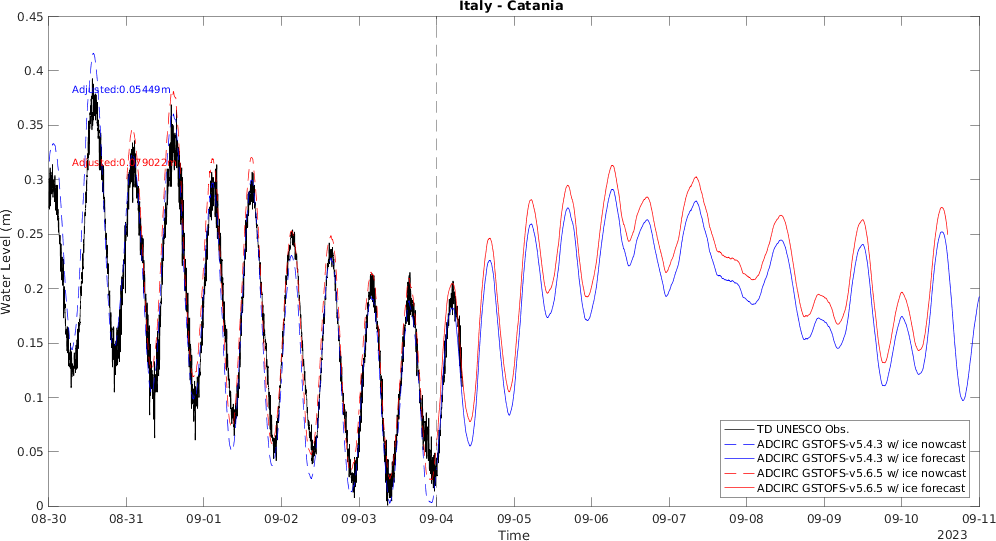 Italy - Catania
Water Level (m)
0.45
0.4
0.35
0.3
0.25
0.2
0.15
0.1
0.05
0
Adjusted:0.05449m
Adjusted:0.079022m
TD UNESCO Obs.
ADCIRC GSTOFS-v5.4.3 w/ ice nowcast
ADCIRC GSTOFS-v5.4.3 w/ ice forecast
ADCIRC GSTOFS-v5.6.5 w/ ice nowcast
ADCIRC GSTOFS-v5.6.5 w/ ice forecast
08-30 08-31 09-01 09-02 09-03 09-04 09-05 09-06 09-07 09-08 09-09 09-10 09-11
Time
2023